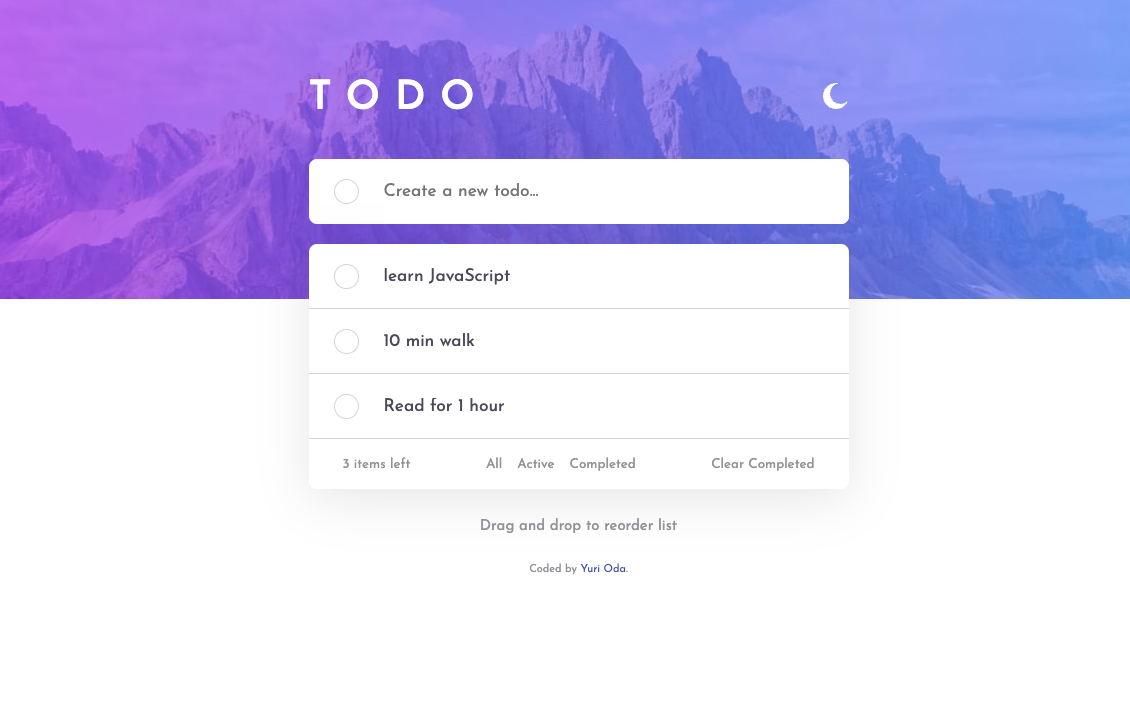 TODO
Create a new todo...
learn JavaScript
10 min walk
Read for 1 hour
3 items left All Active Completed Clear Completed
Drag and drop to reorder list
Coded by Yuri Oda.